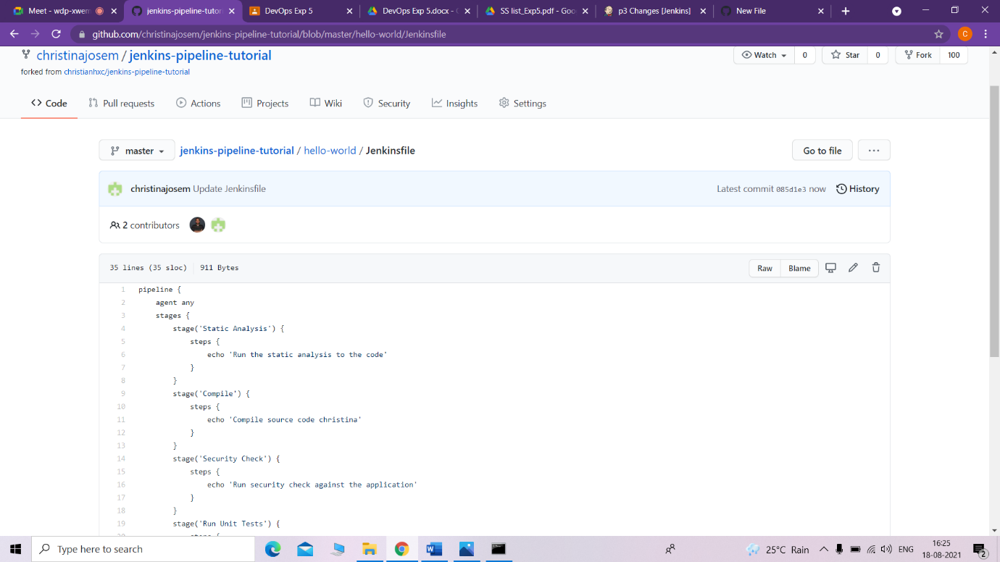 Meet - wdp-xwem
jenkins-pipeline-tutor
DevOps Exp 5
DevOps Exp 5.docx - G
SS list_Exp5.pdf - Goo
p3 Changes [Jenkins]
New File
github.com/christinajosem/jenkins-pipeline-tutorial/blob/master/hello-world/Jenkinsfile
C
christinajosem / jenkins-pipeline-tutorial
Watch 0
Star 0
Fork 100
forked from christianhxc/jenkins-pipeline-tutorial
Code
Pull requests
Actions
Projects
Wiki
Security
Insights
Settings
master
jenkins-pipeline-tutorial / hello-world / Jenkinsfile
Go to file
christinajosem Update Jenkinsfile
Latest commit 085d1e3 now
History
2 contributors
35 lines (35 sloc) 911 Bytes
Raw
Blame
1 pipeline {
2 agent any
3 stages {
4 stage('Static Analysis') {
5 steps {
6 echo 'Run the static analysis to the code'
7 }
8 }
9 stage('Compile') {
10 steps {
11 echo 'Compile source code christina'
12 }
13 }
14 stage('Security Check') {
15 steps {
16 echo 'Run security check against the application'
17 }
18 }
19 stage('Run Unit Tests') {
Type here to search
25°C Rain
ENG
16:25
18-08-2021
2